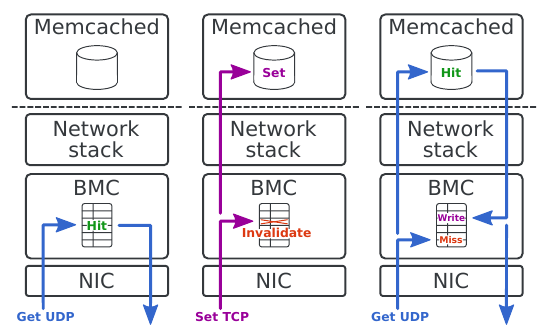 Memcached
Network
stack
BMC
Hit
NIC
Get UDP
Memcached
Set
Network
stack
BMC
Invalidate
NIC
Set TCP
Memcached
Hit
Network
stack
BMC
Write
Miss
NIC
Get UDP